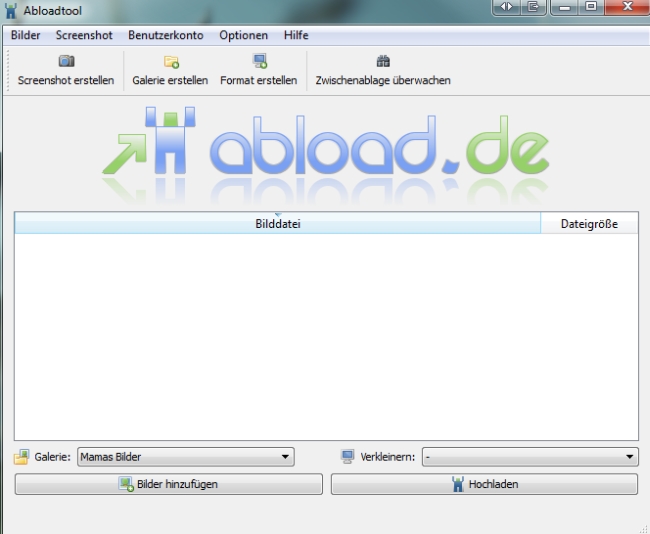 Abloadtool
Bilder Screenshot Benutzerkonto Optionen Hilfe
Screenshot erstellen Galerie erstellen Format erstellen Zwischenablage überwachen
abload.de
Bilddatei Dateigröße
Galerie: Mamas Bilder Verkleinern: -
Bilder hinzufügen Hochladen